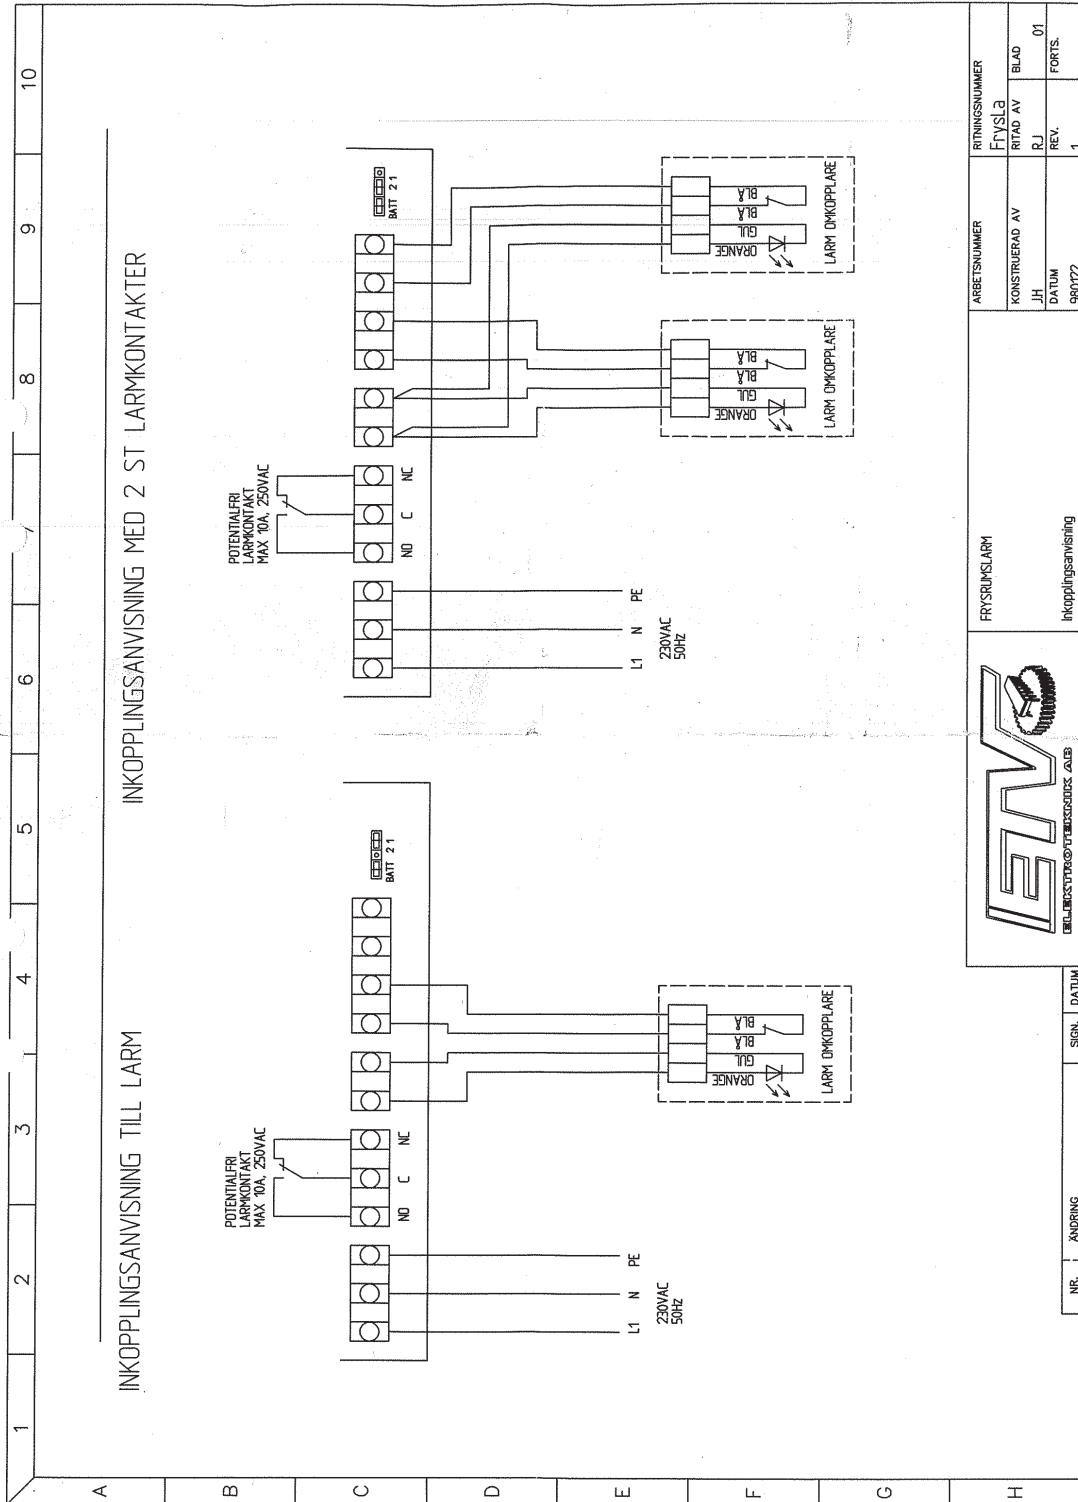 1 2 3 4 5 6 7 8 9 10
A
B
C
D
E
F
G
H
INKOPPLINGSANVISNING TILL LARM
POTENTIALFRI
LARMKONTAKT
MAX 10A, 250VAC
NO C NC
BATT 2 1
L1 N PE
230VAC
50Hz
ORANGE
GUL
BLÅ
BLÅ
LARM OMKOPPLARE
INKOPPLINGSANVISNING MED 2 ST LARMKONTAKTER
POTENTIALFRI
LARMKONTAKT
MAX 10A, 250VAC
NO C NC
BATT 2 1
L1 N PE
230VAC
50Hz
ORANGE
GUL
BLÅ
BLÅ
LARM OMKOPPLARE
ORANGE
GUL
BLÅ
BLÅ
LARM OMKOPPLARE
NR. ÄNDRING SIGN. DATUM
ELEKTROTEKNIK AB
FRYSRUMSLARM
Inkopplingsanvisning
ARBETSNUMMER
RITNINGSNUMMER
FrysLa
KONSTRUERAD AV
JH
RITAD AV
RJ
BLAD
01
DATUM
980122
REV.
1
FORTS.